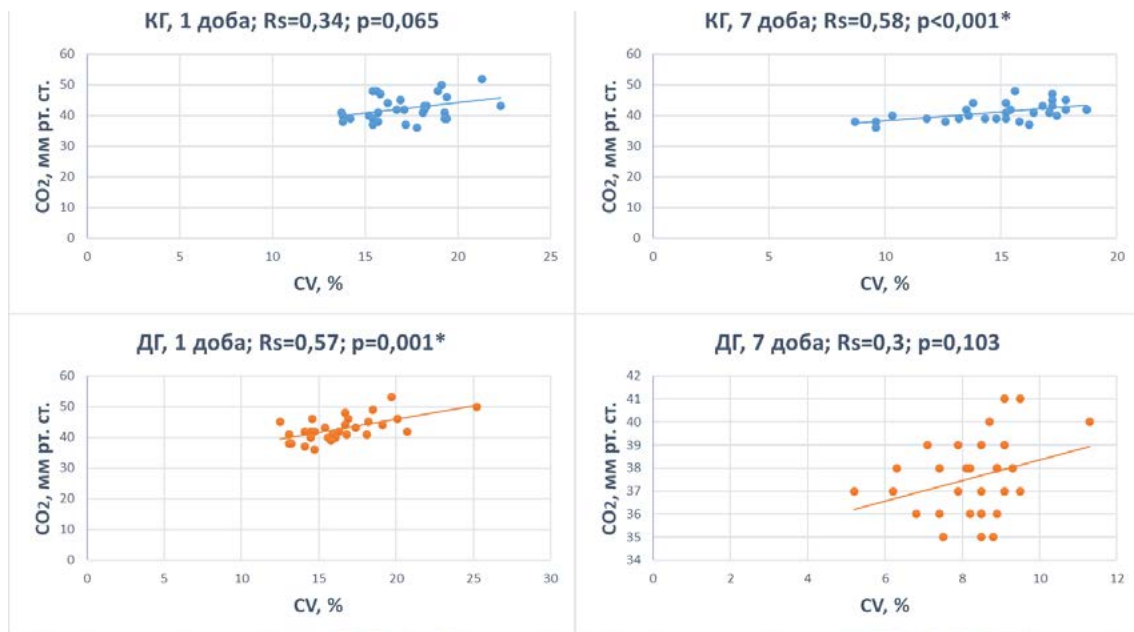 КГ, 1 доба; Rs=0,34; p=0,065
60
50
40
30
20
10
0
CO2, мм рт. ст.
0 5 10 15 20 25
CV, %
КГ, 7 доба; Rs=0,58; p<0,001*
60
50
40
30
20
10
0
CO2, мм рт. ст.
0 5 10 15 20
CV, %
ДГ, 1 доба; Rs=0,57; p=0,001*
60
50
40
30
20
10
0
CO2, мм рт. ст.
0 5 10 15 20 25 30
CV, %
ДГ, 7 доба; Rs=0,3; p=0,103
42
41
40
39
38
37
36
35
34
CO2, мм рт. ст.
0 2 4 6 8 10 12
CV, %